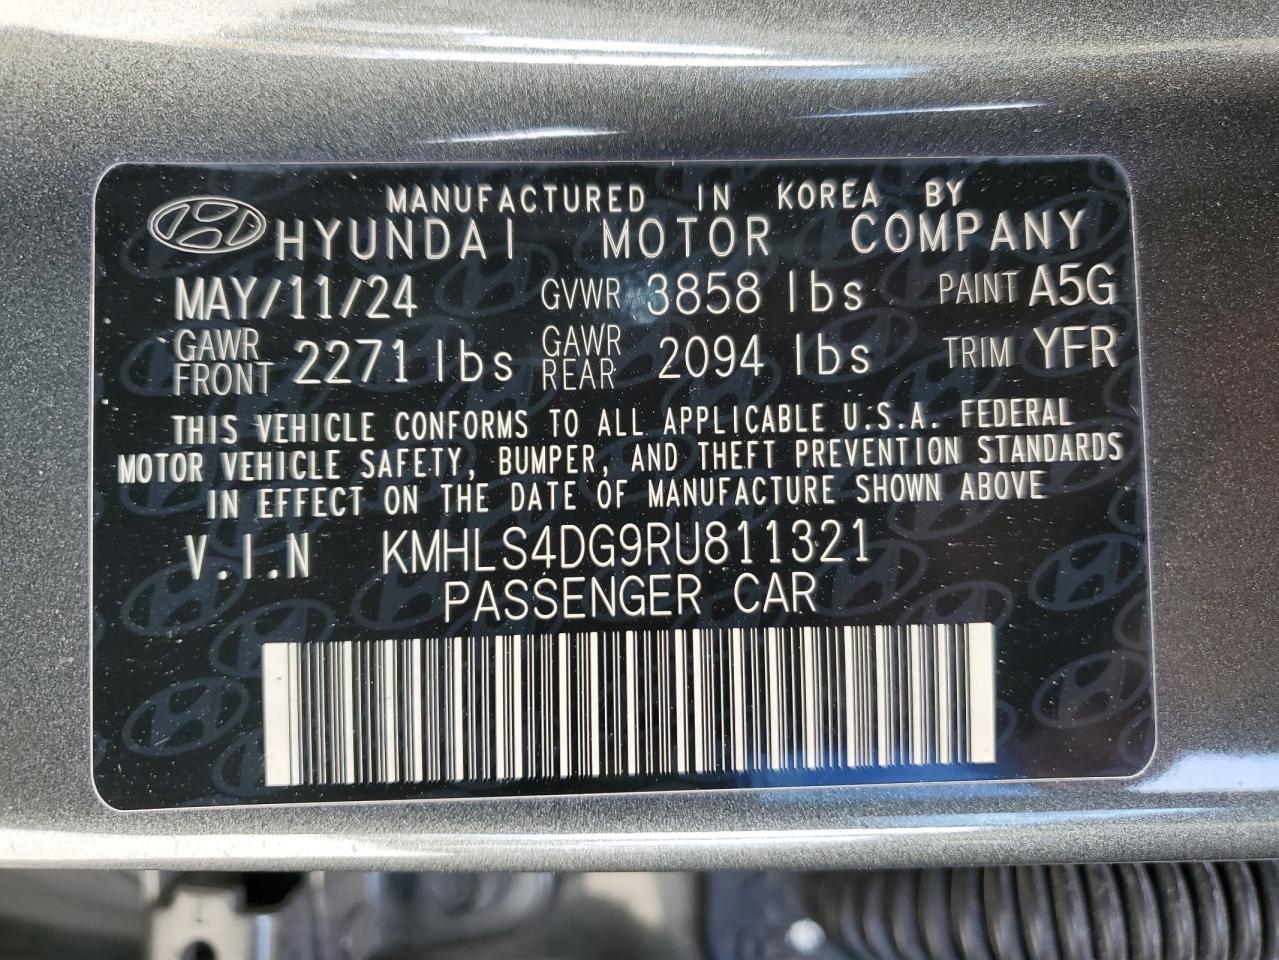 MANUFACTURED IN KOREA BY
HYUNDAI MOTOR COMPANY
MAY/11/24 GVWR 3858 lbs PAINT A5G
GAWR FRONT 2271 lbs GAWR REAR 2094 lbs TRIM YFR
THIS VEHICLE CONFORMS TO ALL APPLICABLE U.S.A. FEDERAL
MOTOR VEHICLE SAFETY, BUMPER, AND THEFT PREVENTION STANDARDS
IN EFFECT ON THE DATE OF MANUFACTURE SHOWN ABOVE
V.I.N KMHLS4DG9RU811321
PASSENGER CAR